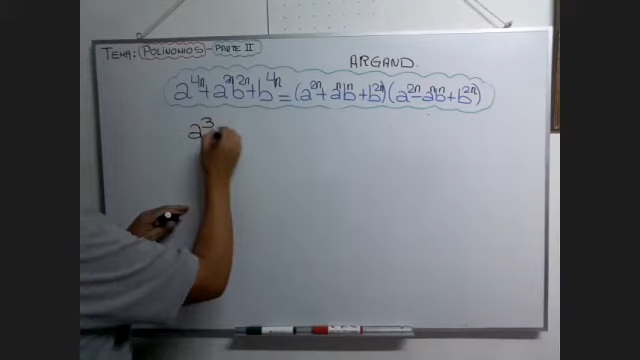 TEMA: POLINOMIOS - PARTE II
ARGAND.
a^4n + a^2n b^2n + b^4n = (a^2n + a^n b^n + b^2n)(a^2n - a^n b^n + b^2n)
a^3